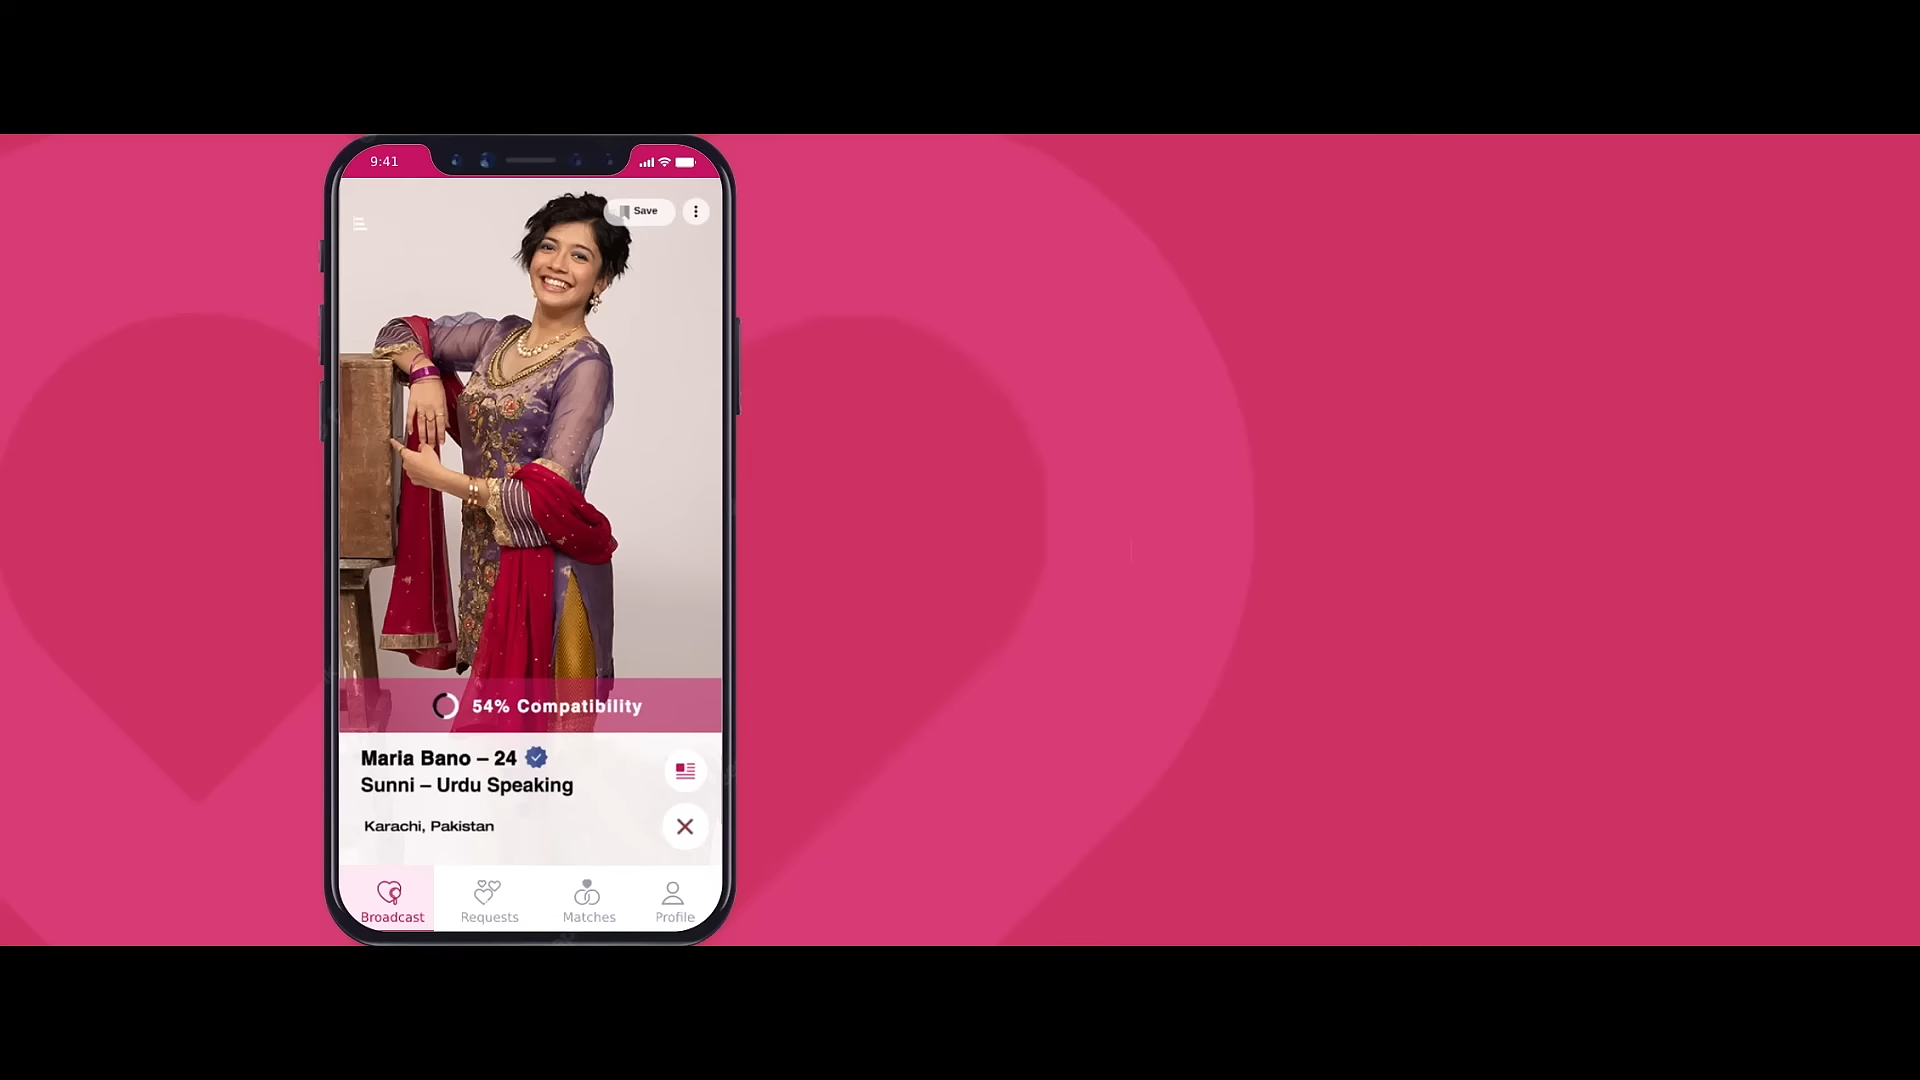 9:41
Save
54% Compatibility
Maria Bano – 24
Sunni – Urdu Speaking
Karachi, Pakistan
Broadcast
Requests
Matches
Profile